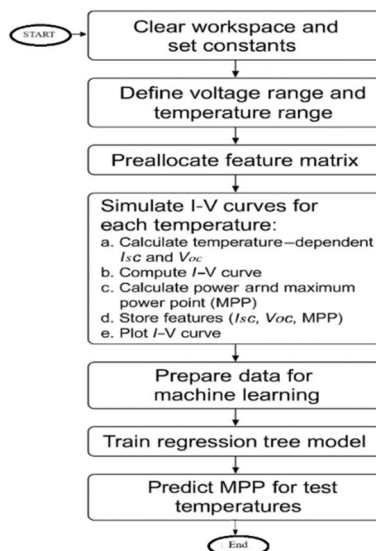 START
Clear workspace and
set constants
Define voltage range and
temperature range
Preallocate feature matrix
Simulate I-V curves for
each temperature:
a. Calculate temperature—dependent
Isc and Voc
b. Compute I–V curve
c. Calculate power arnd maximum
power point (MPP)
d. Store features (Isc, Voc, MPP)
e. Plot I–V curve
Prepare data for
machine learning
Train regression tree model
Predict MPP for test
temperatures
End